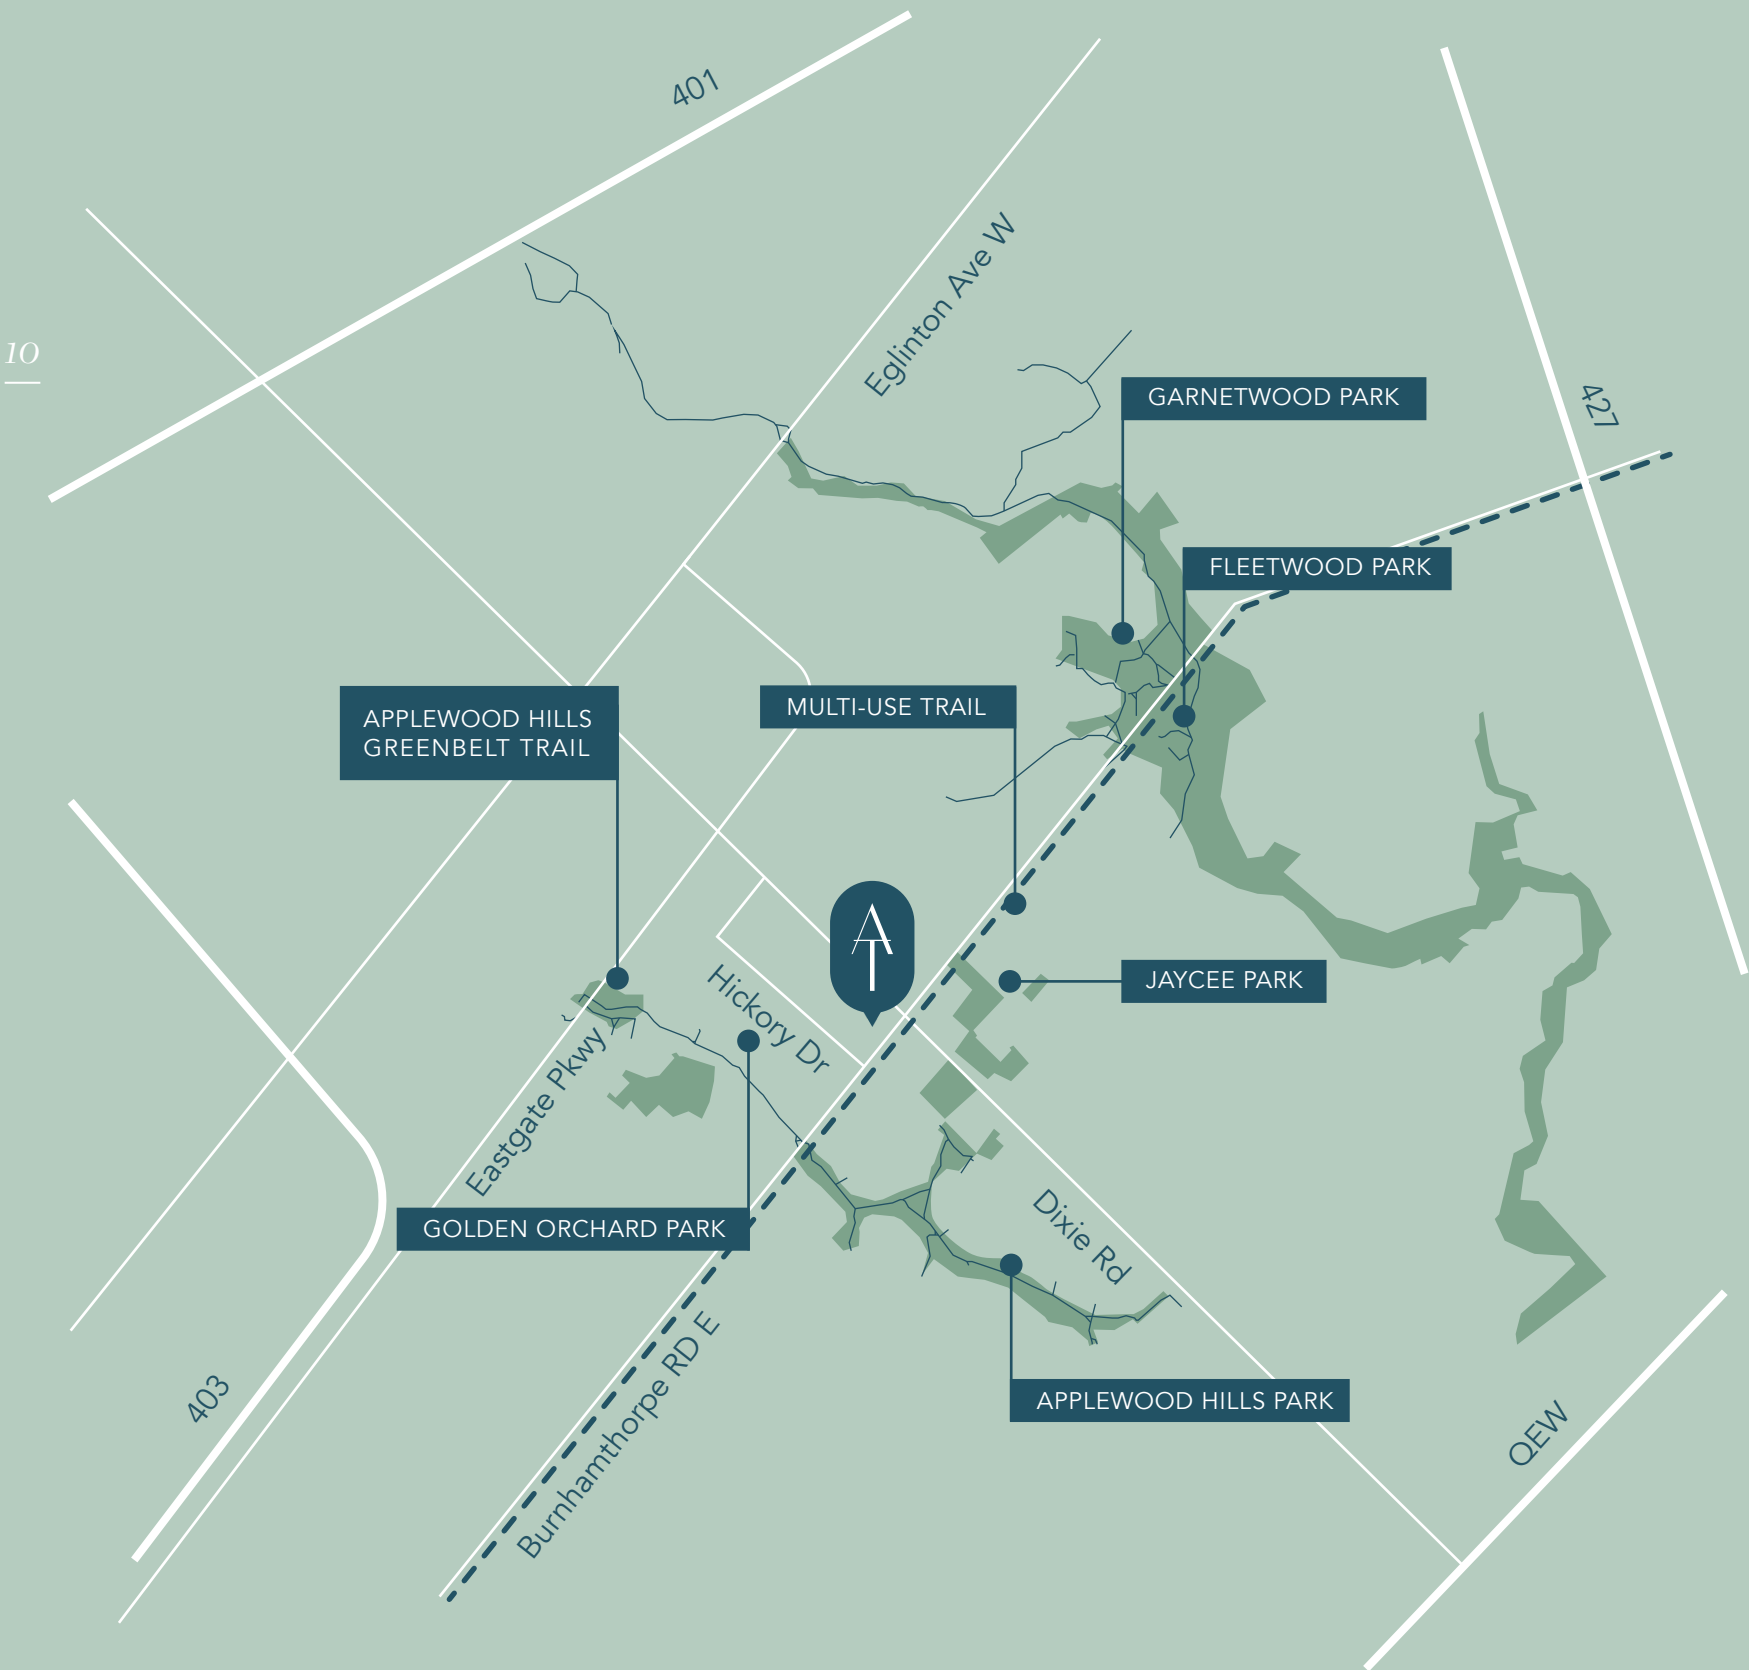 401
Eglinton Ave W
10
GARNETWOOD PARK
427
FLEETWOOD PARK
APPLEWOOD HILLS
GREENBELT TRAIL
MULTI-USE TRAIL
AT
JAYCEE PARK
Hickory Dr
Eastgate Pkwy
GOLDEN ORCHARD PARK
Dixie Rd
Burnhamthorpe RD E
403
APPLEWOOD HILLS PARK
QEW